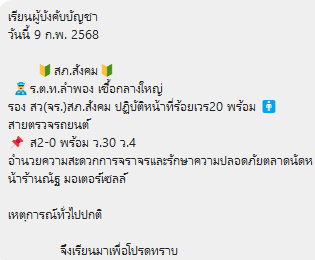 เรียนผู้บังคับบัญชา
วันนี้ 9 ก.พ. 2568
🔰สภ.สังคม🔰
👮ร.ต.ท.ลำพอง เชื้อกลางใหญ่
รอง สว(จร.)สภ.สังคม ปฏิบัติหน้าที่ร้อยเวร20 พร้อม 🚹
สายตรวจรถยนต์
📌 ส2-0 พร้อม ว.30 ว.4
อำนวยความสะดวกการจราจรและรักษาความปลอดภัยตลาดนัดห
น้าร้านณัฐ มอเตอร์เซลล์
เหตุการณ์ทั่วไปปกติ
จึงเรียนมาเพื่อโปรดทราบ